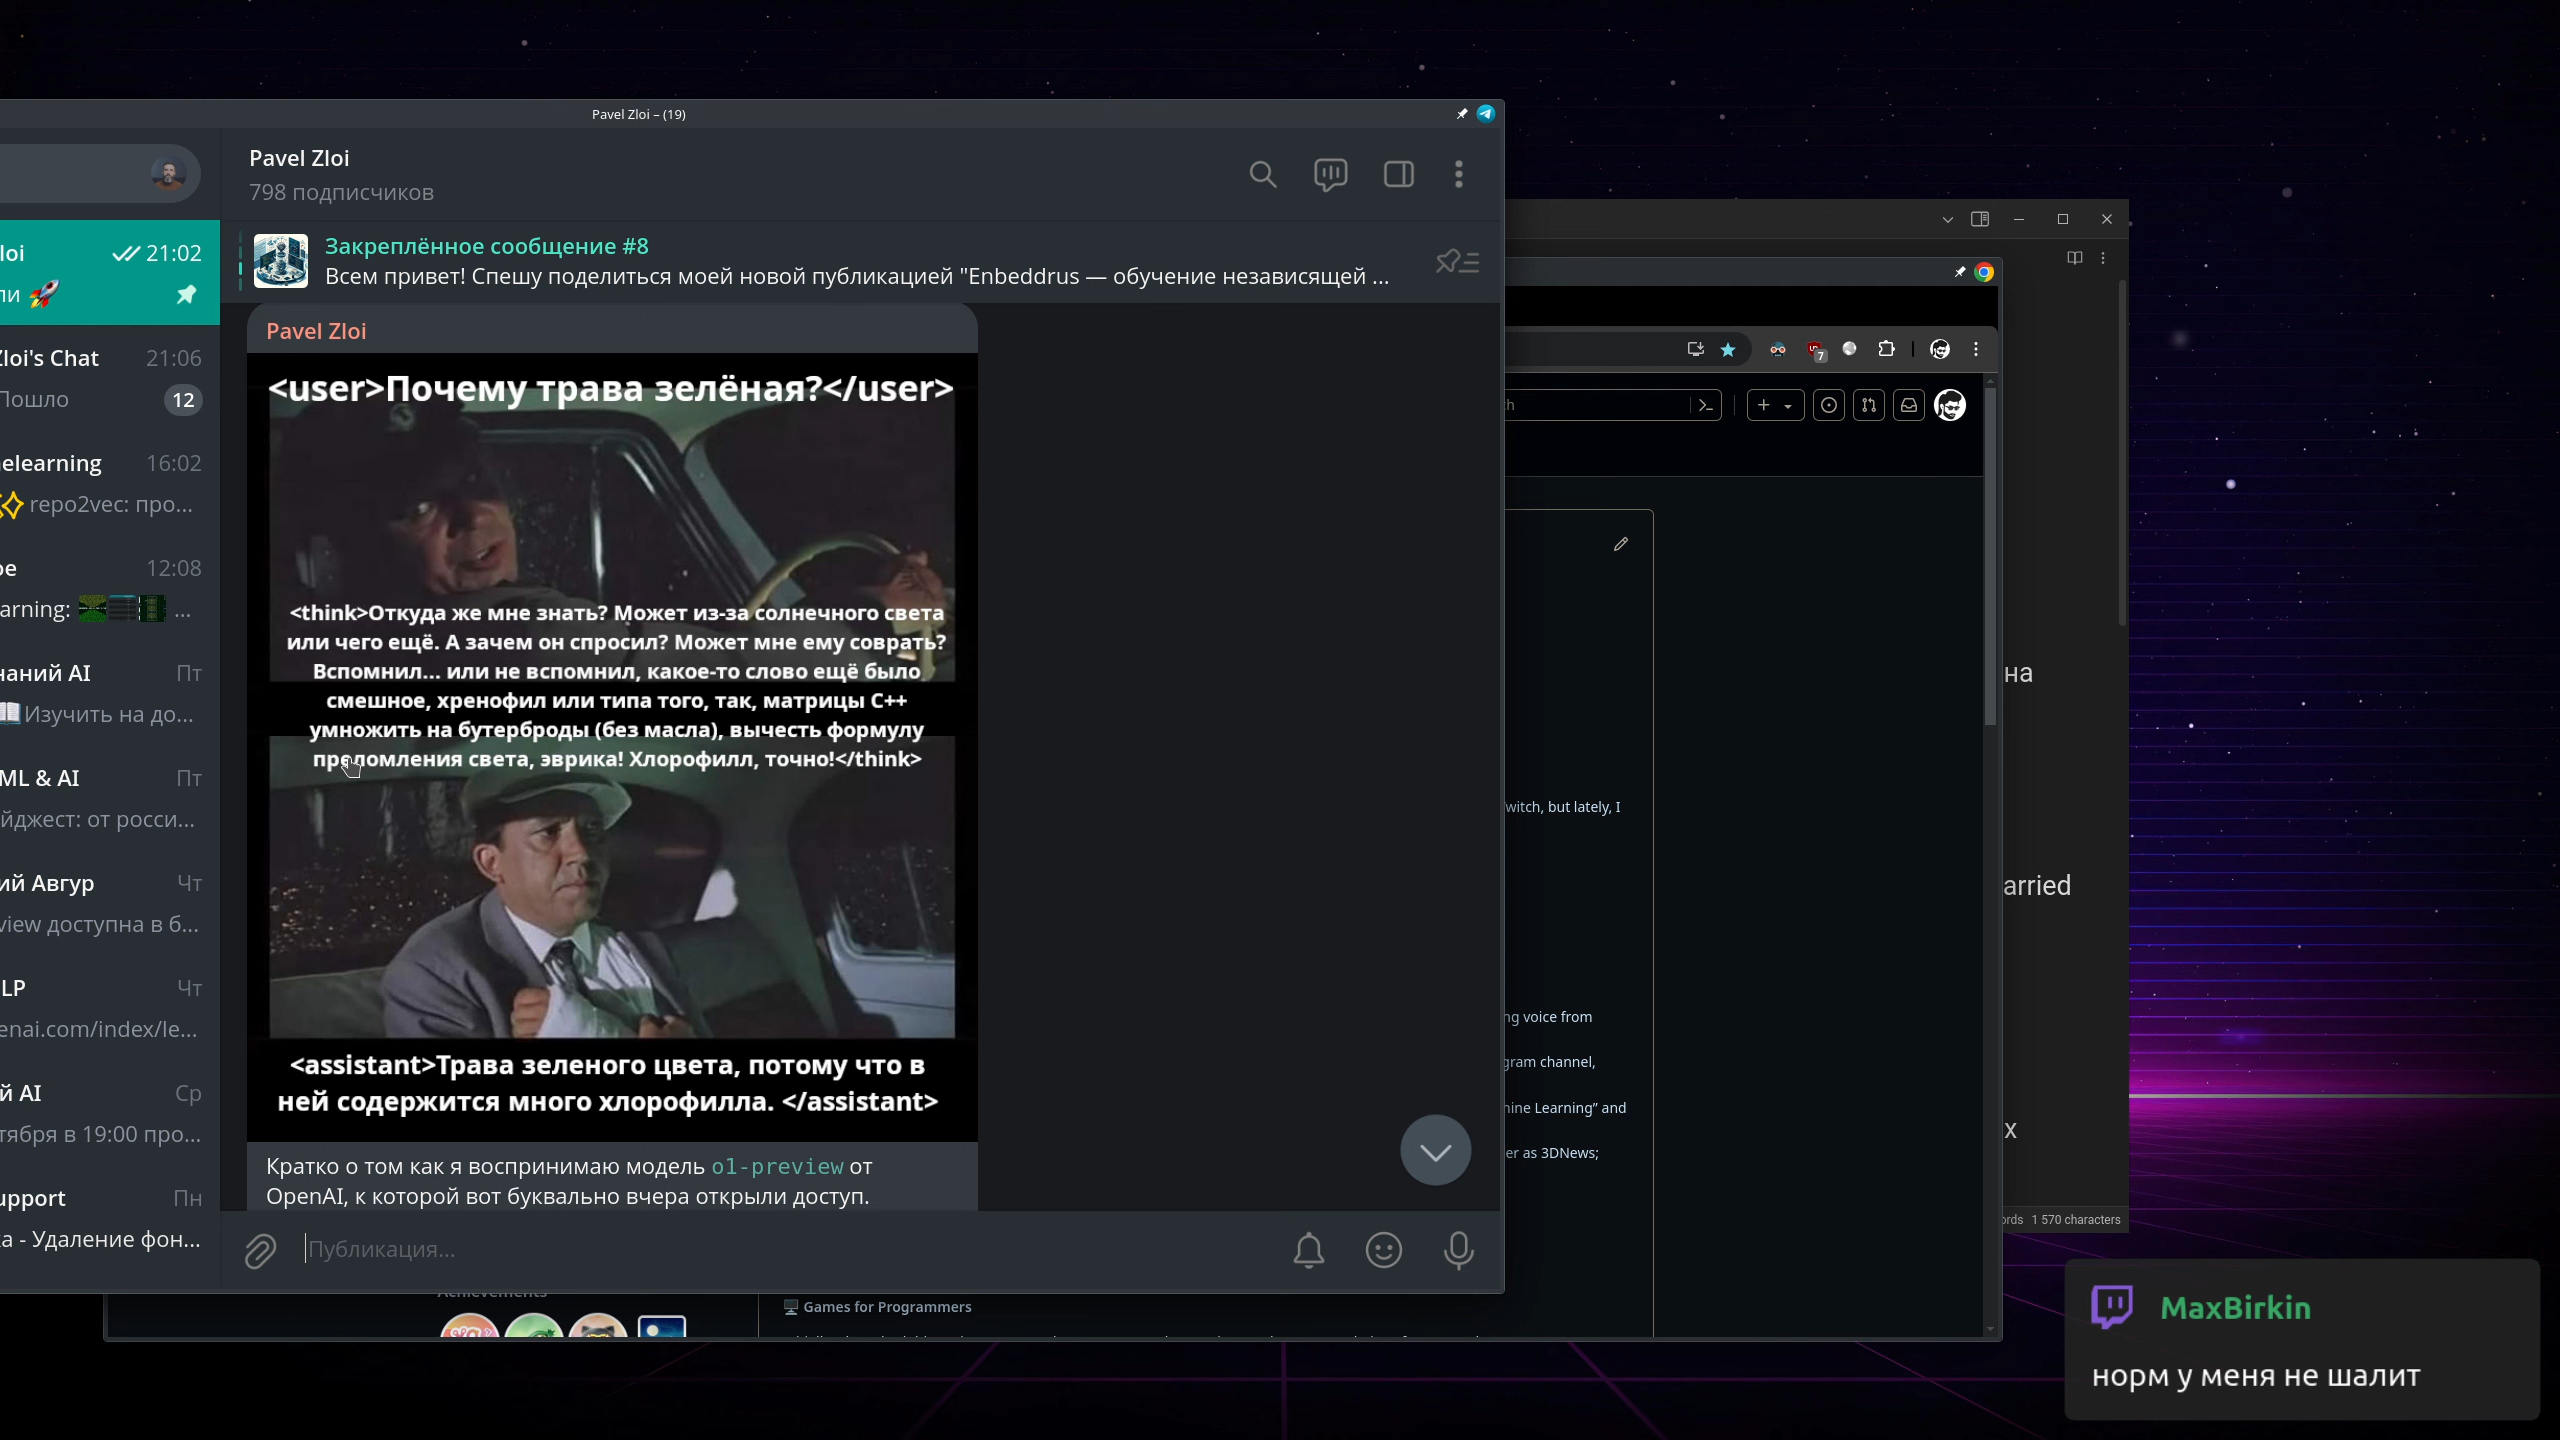 Pavel Zloi – (19)
Pavel Zloi
798 подписчиков
Закреплённое сообщение #8
Всем привет! Спешу поделиться моей новой публикацией "Enbeddrus — обучение независящей ...
loi 21:02
ли 🚀
Zloi's Chat 21:06
Пошло 12
elearning 16:02
✨ repo2vec: про...
be 12:08
arning: ...
наний AI Пт
📖Изучить на до...
ML & AI Пт
йджест: от росси...
ий Авгур Чт
view доступна в б...
LP Чт
enai.com/index/le...
й AI Ср
тября в 19:00 про...
upport Пн
ка - Удаление фон...
Pavel Zloi
<user>Почему трава зелёная?</user>
<think>Откуда же мне знать? Может из-за солнечного света
или чего ещё. А зачем он спросил? Может мне ему соврать?
Вспомнил... или не вспомнил, какое-то слово ещё было
смешное, хренофил или типа того, так, матрицы C++
умножить на бутерброды (без масла), вычесть формулу
преломления света, эврика! Хлорофилл, точно!</think>
<assistant>Трава зеленого цвета, потому что в
ней содержится много хлорофилла. </assistant>
Кратко о том как я воспринимаю модель o1-preview от
OpenAI, к которой вот буквально вчера открыли доступ.
Публикация...
7
h
witch, but lately, I
ng voice from
gram channel,
hine Learning" and
er as 3DNews;
на
arried
х
ords 1 570 characters
Achievements
🖥️ Games for Programmers
MaxBirkin
норм у меня не шалит